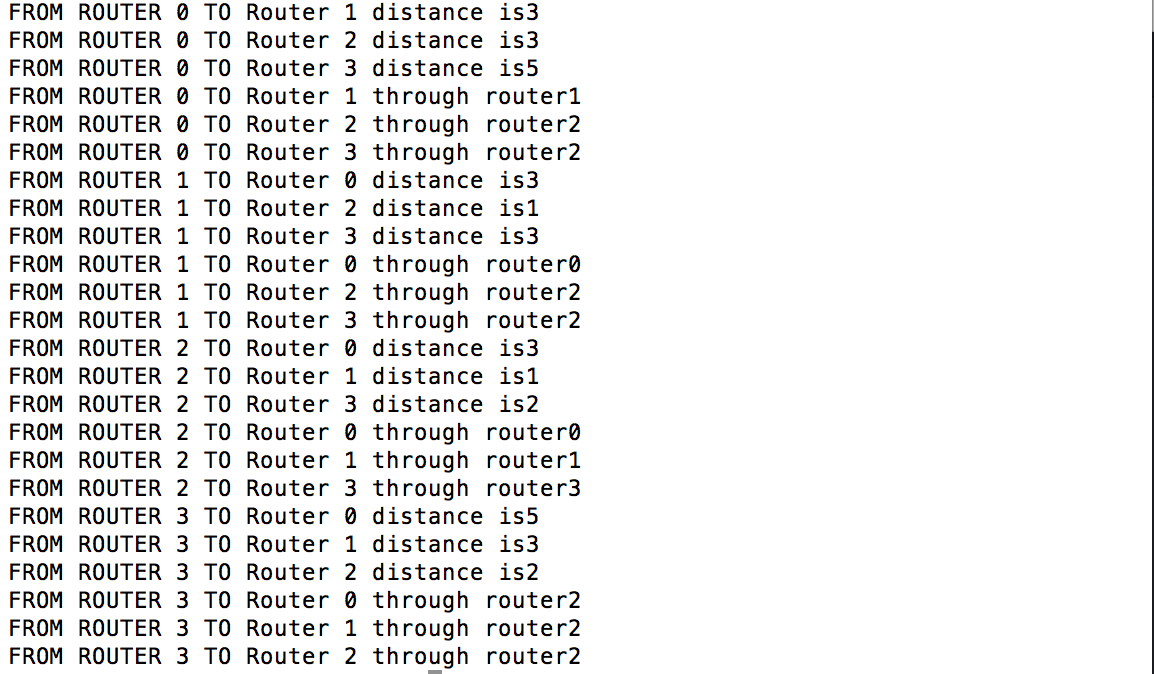 FROM ROUTER 0 TO Router 1 distance is3
FROM ROUTER 0 TO Router 2 distance is3
FROM ROUTER 0 TO Router 3 distance is5
FROM ROUTER 0 TO Router 1 through router1
FROM ROUTER 0 TO Router 2 through router2
FROM ROUTER 0 TO Router 3 through router2
FROM ROUTER 1 TO Router 0 distance is3
FROM ROUTER 1 TO Router 2 distance is1
FROM ROUTER 1 TO Router 3 distance is3
FROM ROUTER 1 TO Router 0 through router0
FROM ROUTER 1 TO Router 2 through router2
FROM ROUTER 1 TO Router 3 through router2
FROM ROUTER 2 TO Router 0 distance is3
FROM ROUTER 2 TO Router 1 distance is1
FROM ROUTER 2 TO Router 3 distance is2
FROM ROUTER 2 TO Router 0 through router0
FROM ROUTER 2 TO Router 1 through router1
FROM ROUTER 2 TO Router 3 through router3
FROM ROUTER 3 TO Router 0 distance is5
FROM ROUTER 3 TO Router 1 distance is3
FROM ROUTER 3 TO Router 2 distance is2
FROM ROUTER 3 TO Router 0 through router2
FROM ROUTER 3 TO Router 1 through router2
FROM ROUTER 3 TO Router 2 through router2